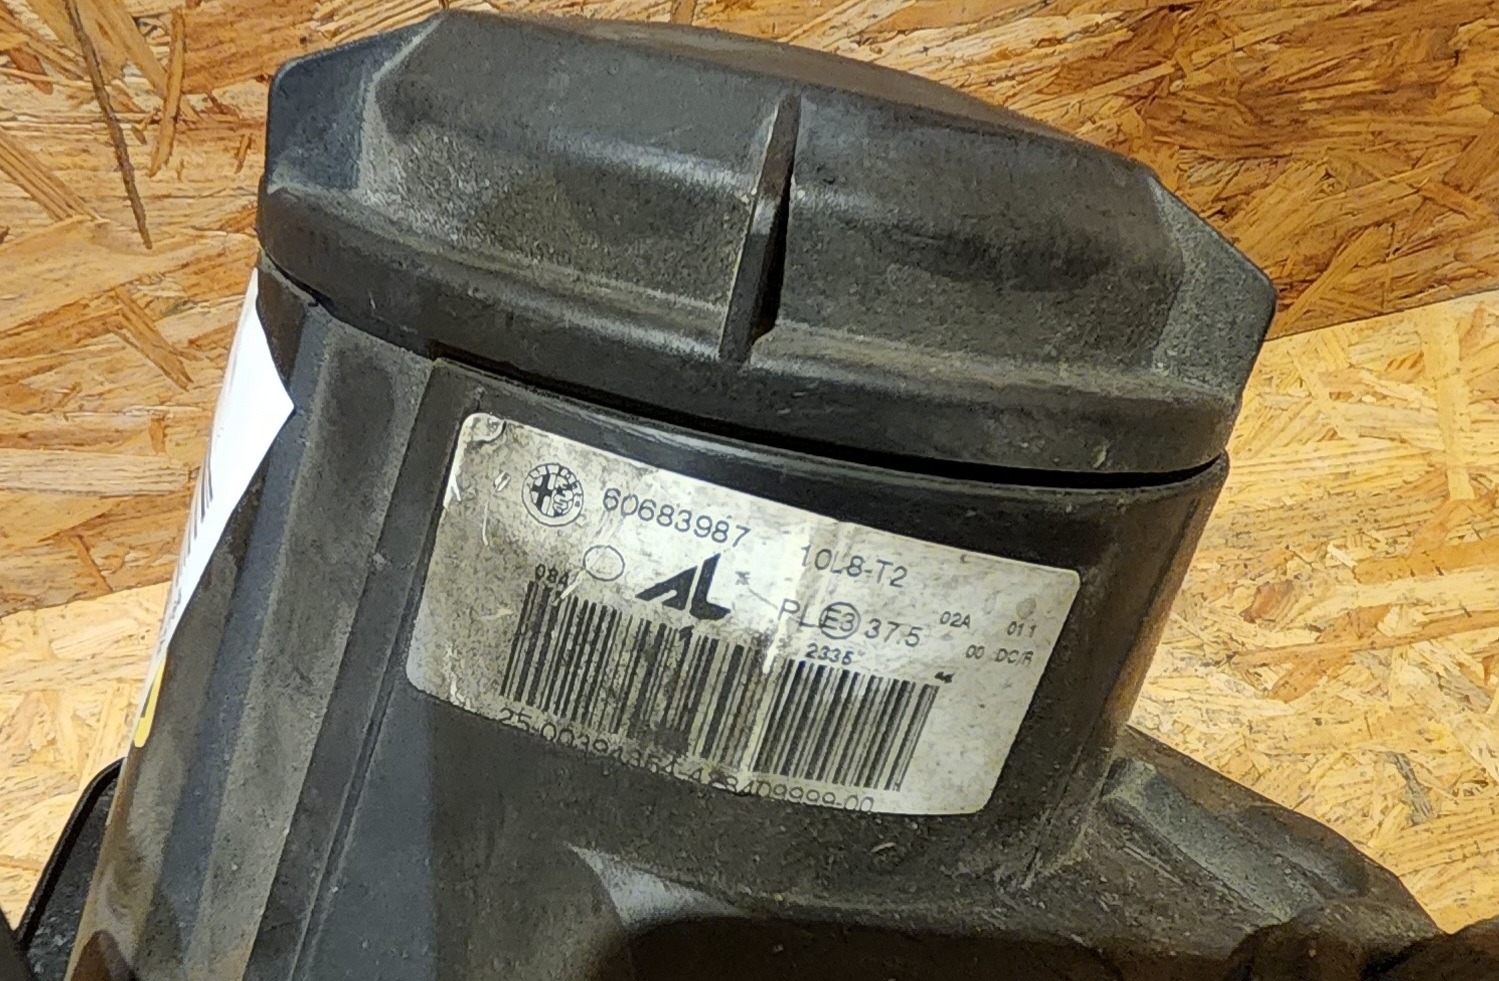 60683987 10L8-T2
AL
084
PL E3 37.5
02A 011
00 DC/R
2335